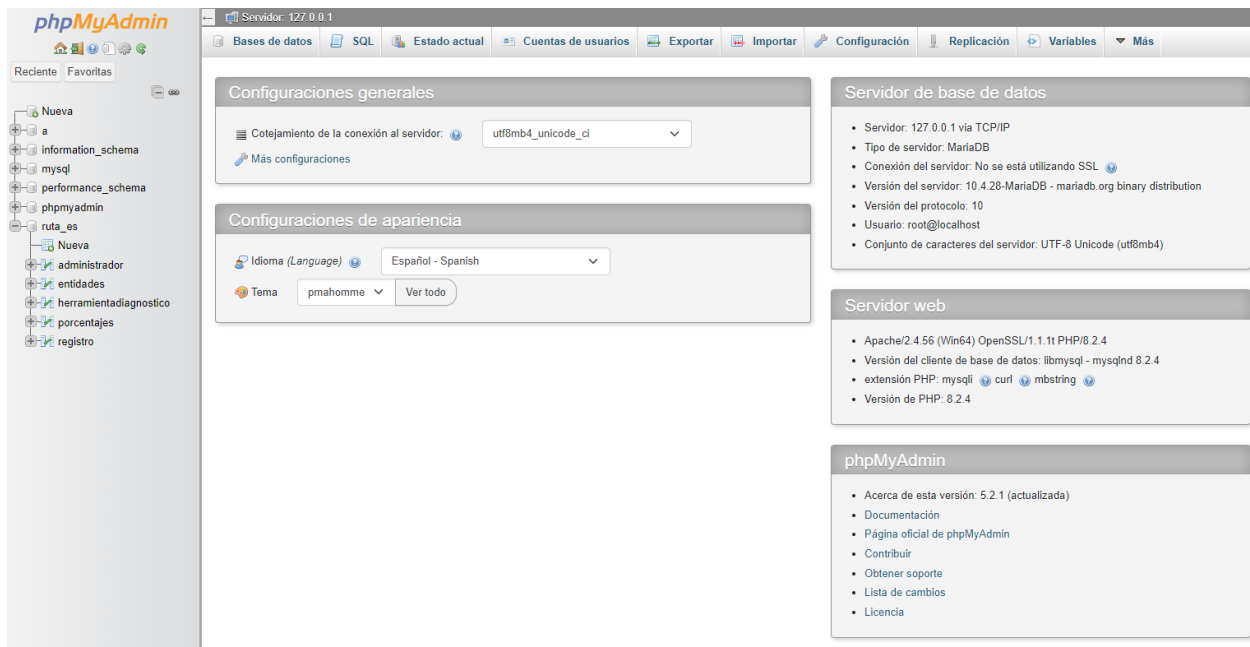 phpMyAdmin
Reciente Favoritas
Nueva
a
information_schema
mysql
performance_schema
phpmyadmin
ruta_es
Nueva
administrador
entidades
herramientadiagnostico
porcentajes
registro
Servidor: 127.0.0.1
Bases de datos SQL Estado actual Cuentas de usuarios Exportar Importar Configuración Replicación Variables Más
Configuraciones generales
Cotejamiento de la conexión al servidor: utf8mb4_unicode_ci
Más configuraciones
Configuraciones de apariencia
Idioma (Language) Español - Spanish
Tema pmahomme Ver todo
Servidor de base de datos
• Servidor: 127.0.0.1 via TCP/IP
• Tipo de servidor: MariaDB
• Conexión del servidor: No se está utilizando SSL
• Versión del servidor: 10.4.28-MariaDB - mariadb.org binary distribution
• Versión del protocolo: 10
• Usuario: root@localhost
• Conjunto de caracteres del servidor: UTF-8 Unicode (utf8mb4)
Servidor web
• Apache/2.4.56 (Win64) OpenSSL/1.1.1t PHP/8.2.4
• Versión del cliente de base de datos: libmysql - mysqlnd 8.2.4
• extensión PHP: mysqli curl mbstring
• Versión de PHP: 8.2.4
phpMyAdmin
• Acerca de esta versión: 5.2.1 (actualizada)
• Documentación
• Página oficial de phpMyAdmin
• Contribuir
• Obtener soporte
• Lista de cambios
• Licencia